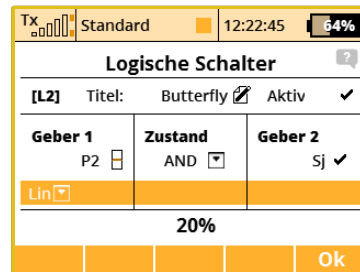 Tx Standard 12:22:45 64%
Logische Schalter ?
[L2] Titel: Butterfly Aktiv
Geber 1 Zustand Geber 2
P2 AND Sj
Lin
20%
Ok